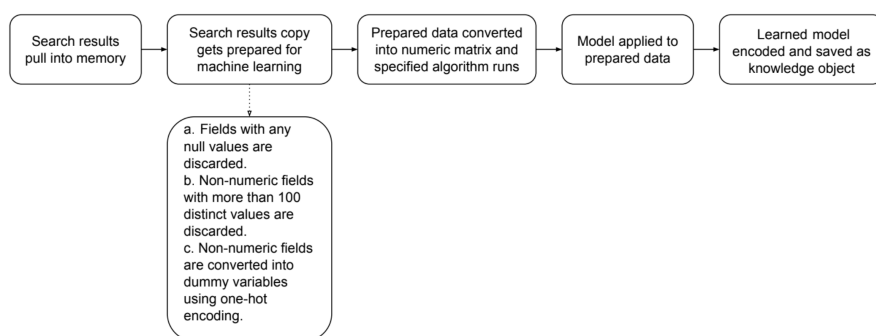 Search results
pull into memory
Search results copy
gets prepared for
machine learning
Prepared data converted
into numeric matrix and
specified algorithm runs
Model applied to
prepared data
Learned model
encoded and saved as
knowledge object
a. Fields with any
null values are
discarded.
b. Non-numeric fields
with more than 100
distinct values are
discarded.
c. Non-numeric fields
are converted into
dummy variables
using one-hot
encoding.